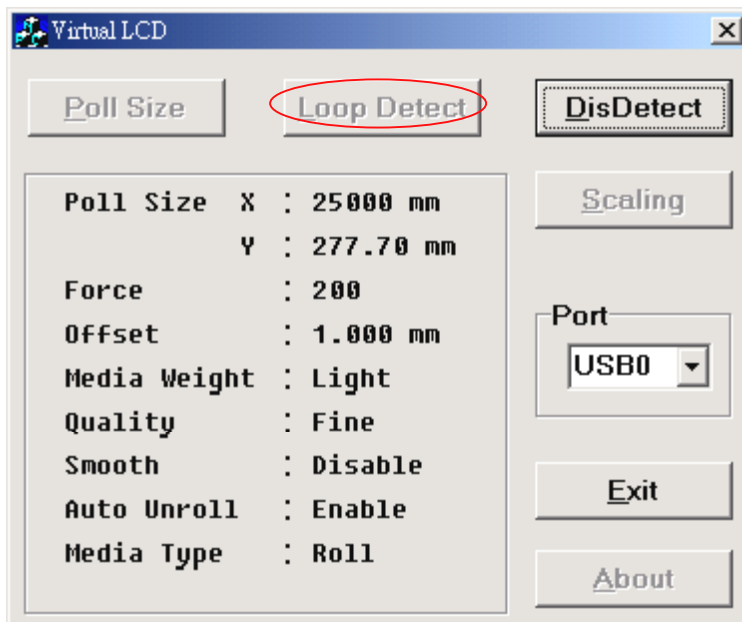 Virtual LCD
Poll Size Loop Detect DisDetect
Poll Size X : 25000 mm
Y : 277.70 mm
Force : 200
Offset : 1.000 mm
Media Weight : Light
Quality : Fine
Smooth : Disable
Auto Unroll : Enable
Media Type : Roll
Scaling
Port
USB0
Exit
About